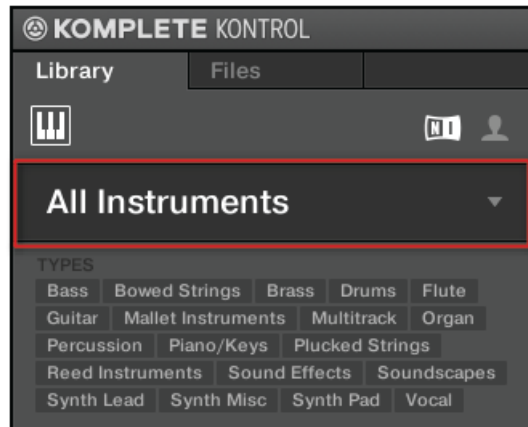 KOMPLETE KONTROL
Library Files
NI
All Instruments
TYPES
Bass Bowed Strings Brass Drums Flute
Guitar Mallet Instruments Multitrack Organ
Percussion Piano/Keys Plucked Strings
Reed Instruments Sound Effects Soundscapes
Synth Lead Synth Misc Synth Pad Vocal